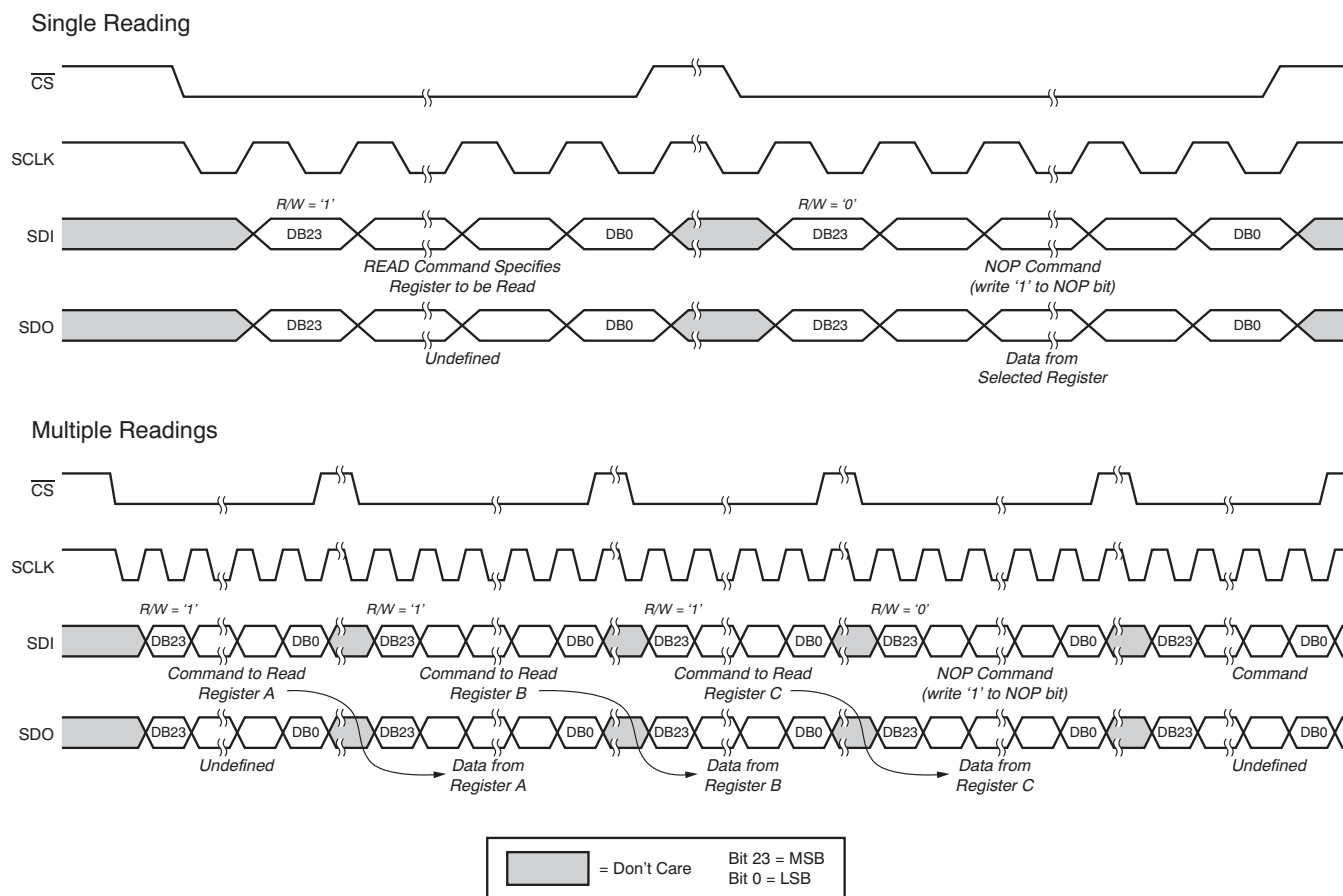 Single Reading
CS
SCLK
R/W = ‘1’ R/W = ‘0’
SDI DB23 DB0 DB23 DB0
READ Command Specifies
Register to be Read
NOP Command
(write ‘1’ to NOP bit)
SDO DB23 DB0 DB23 DB0
Undefined
Data from
Selected Register
Multiple Readings
CS
SCLK
R/W = ‘1’ R/W = ‘1’ R/W = ‘1’ R/W = ‘0’
SDI DB23 DB0 DB23 DB0 DB23 DB0 DB23 DB0 DB23 DB0
Command to Read
Register A
Command to Read
Register B
Command to Read
Register C
NOP Command
(write ‘1’ to NOP bit)
Command
SDO DB23 DB0 DB23 DB0 DB23 DB0 DB23 DB0 DB23 DB0
Undefined
Data from
Register A
Data from
Register B
Data from
Register C
Undefined
= Don't Care
Bit 23 = MSB
Bit 0 = LSB